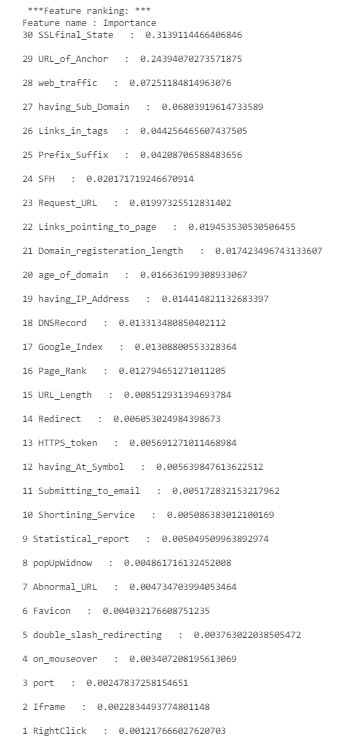 ***Feature ranking: ***
Feature name : Importance
30 SSLfinal_State : 0.3139114466406846
29 URL_of_Anchor : 0.24394070273571875
28 web_traffic : 0.07251184814963076
27 having_Sub_Domain : 0.06803919614733589
26 Links_in_tags : 0.044256465607437505
25 Prefix_Suffix : 0.04208706588483656
24 SFH : 0.020171719246670914
23 Request_URL : 0.01997325512831402
22 Links_pointing_to_page : 0.019453530530506455
21 Domain_registeration_length : 0.017423496743133607
20 age_of_domain : 0.016636199308933067
19 having_IP_Address : 0.014414821132683397
18 DNSRecord : 0.013313480850402112
17 Google_Index : 0.01308800553328364
16 Page_Rank : 0.012794651271011205
15 URL_Length : 0.008512931394693784
14 Redirect : 0.006053024984398673
13 HTTPS_token : 0.005691271011468984
12 having_At_Symbol : 0.005639847613622512
11 Submitting_to_email : 0.005172832153217962
10 Shortining_Service : 0.005086383012100169
9 Statistical_report : 0.005049509963892974
8 popUpWidnow : 0.004861716132452008
7 Abnormal_URL : 0.004734703994053464
6 Favicon : 0.004032176608751235
5 double_slash_redirecting : 0.003763022038505472
4 on_mouseover : 0.003407208195613069
3 port : 0.00247837258154651
2 Iframe : 0.0022834493774801148
1 RightClick : 0.001217666027620703